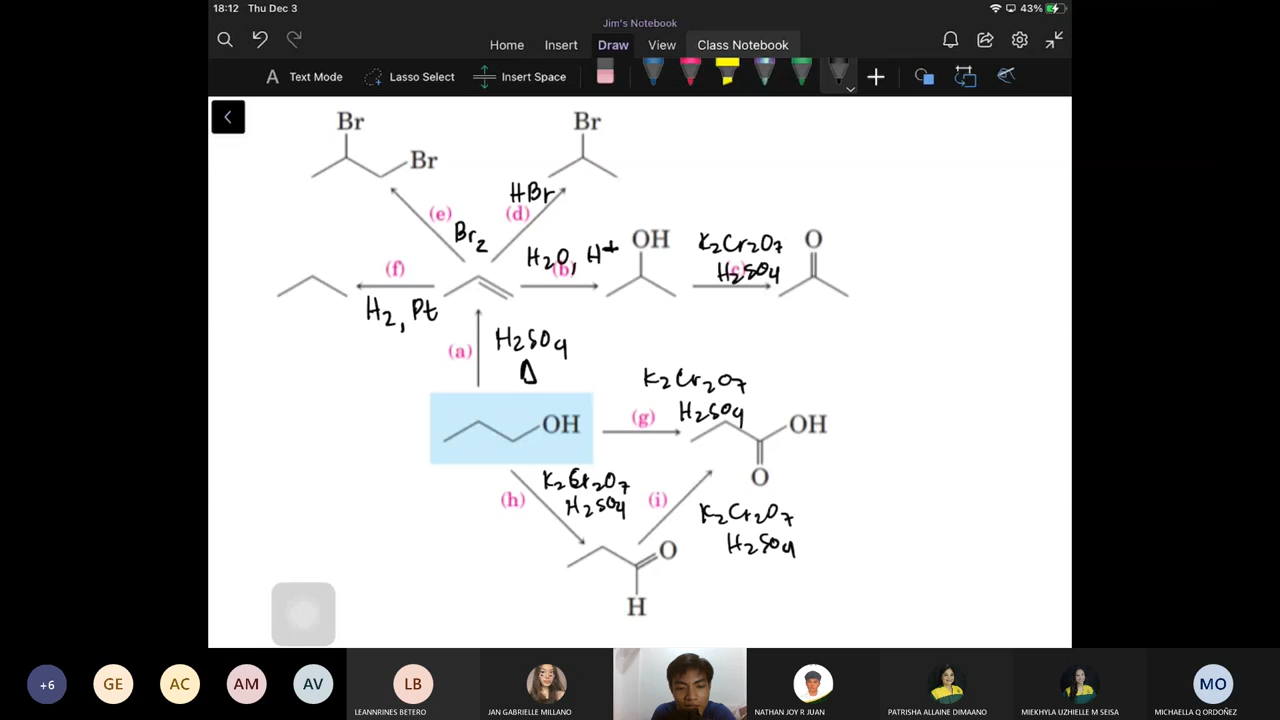 18:12 Thu Dec 3
43%
Jim's Notebook
Home Insert Draw View Class Notebook
Text Mode Lasso Select Insert Space
Br
Br
Br
HBr
(e) (d)
Br2
H2O, H+
OH
K2Cr2O7
O
(f)
(b)
H2SO4
(c)
H2, Pt
(a)
H2SO4
Δ
K2Cr2O7
OH
(g)
H2SO4
OH
O
(h)
K2Cr2O7
H2SO4
(i)
K2Cr2O7
H2SO4
O
H
+6 GE AC AM AV LB MO
LEANNRINES BETERO JAN GABRIELLE MILLANO NATHAN JOY R JUAN PATRISHA ALLAINE DIMAANO MIEKHYLA UZHIELLE M SEISA MICHAELLA Q ORDOÑEZ